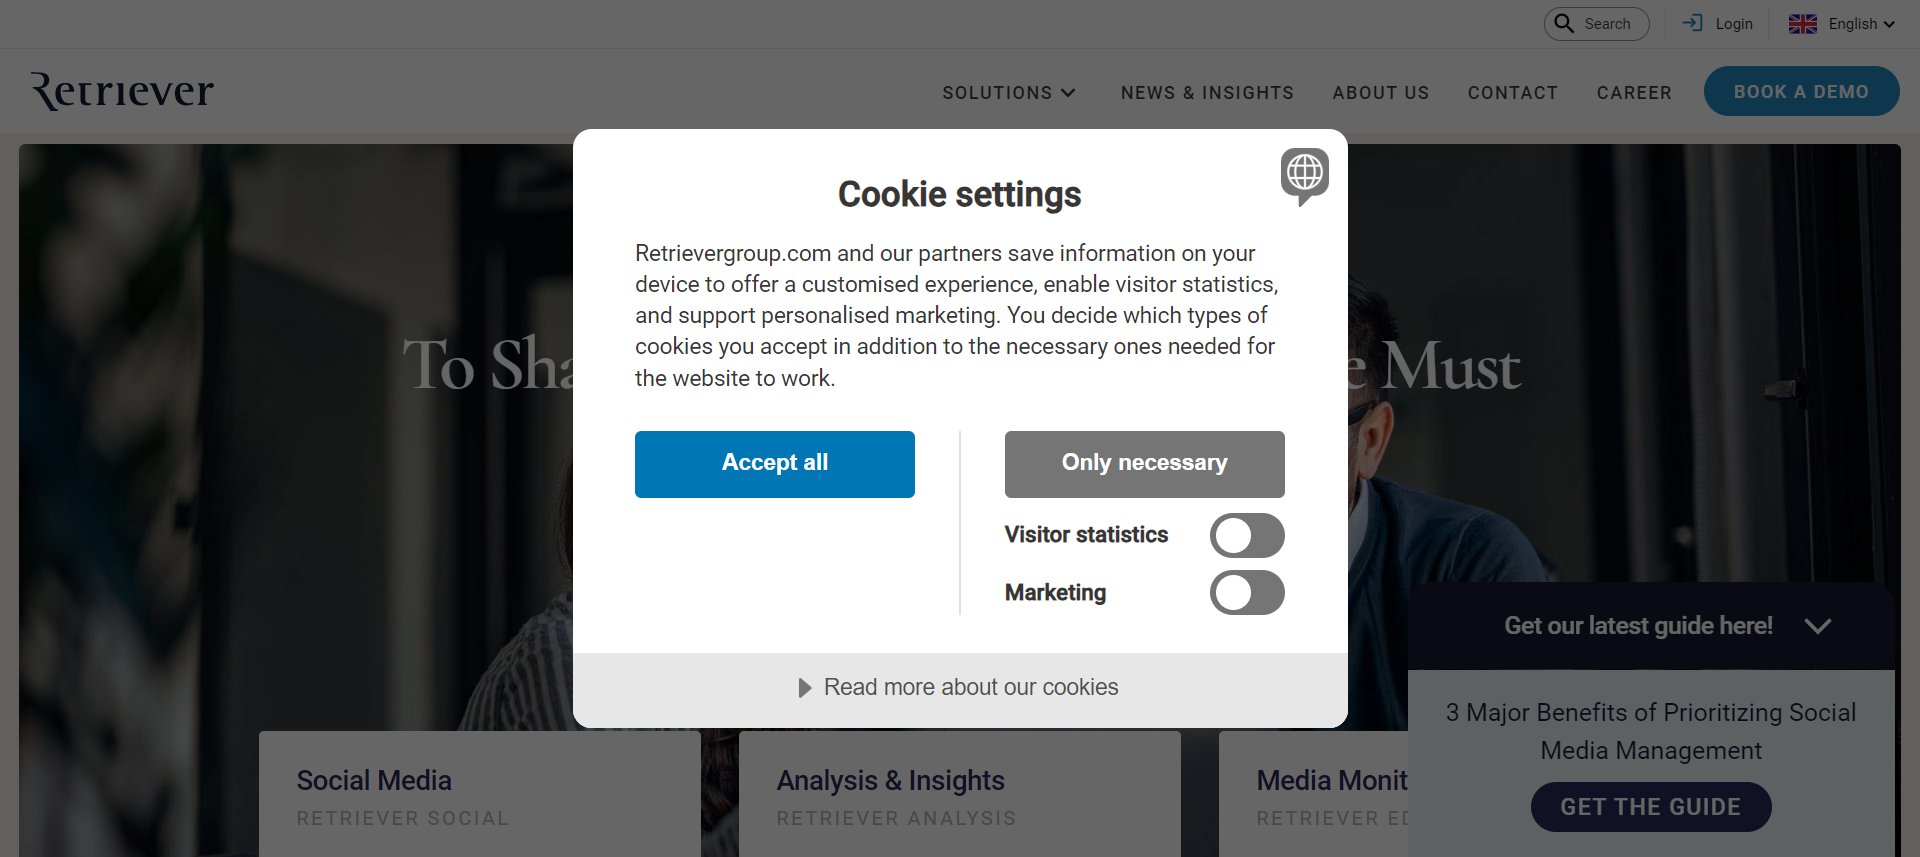 Search
Login
English
Retriever
SOLUTIONS
NEWS & INSIGHTS
ABOUT US
CONTACT
CAREER
BOOK A DEMO
Cookie settings
Retrievergroup.com and our partners save information on your
device to offer a customised experience, enable visitor statistics,
and support personalised marketing. You decide which types of
cookies you accept in addition to the necessary ones needed for
the website to work.
To Sha
e Must
Accept all
Only necessary
Visitor statistics
Marketing
Read more about our cookies
Get our latest guide here!
3 Major Benefits of Prioritizing Social
Media Management
GET THE GUIDE
Social Media
RETRIEVER SOCIAL
Analysis & Insights
RETRIEVER ANALYSIS
Media Monit
RETRIEVER ED